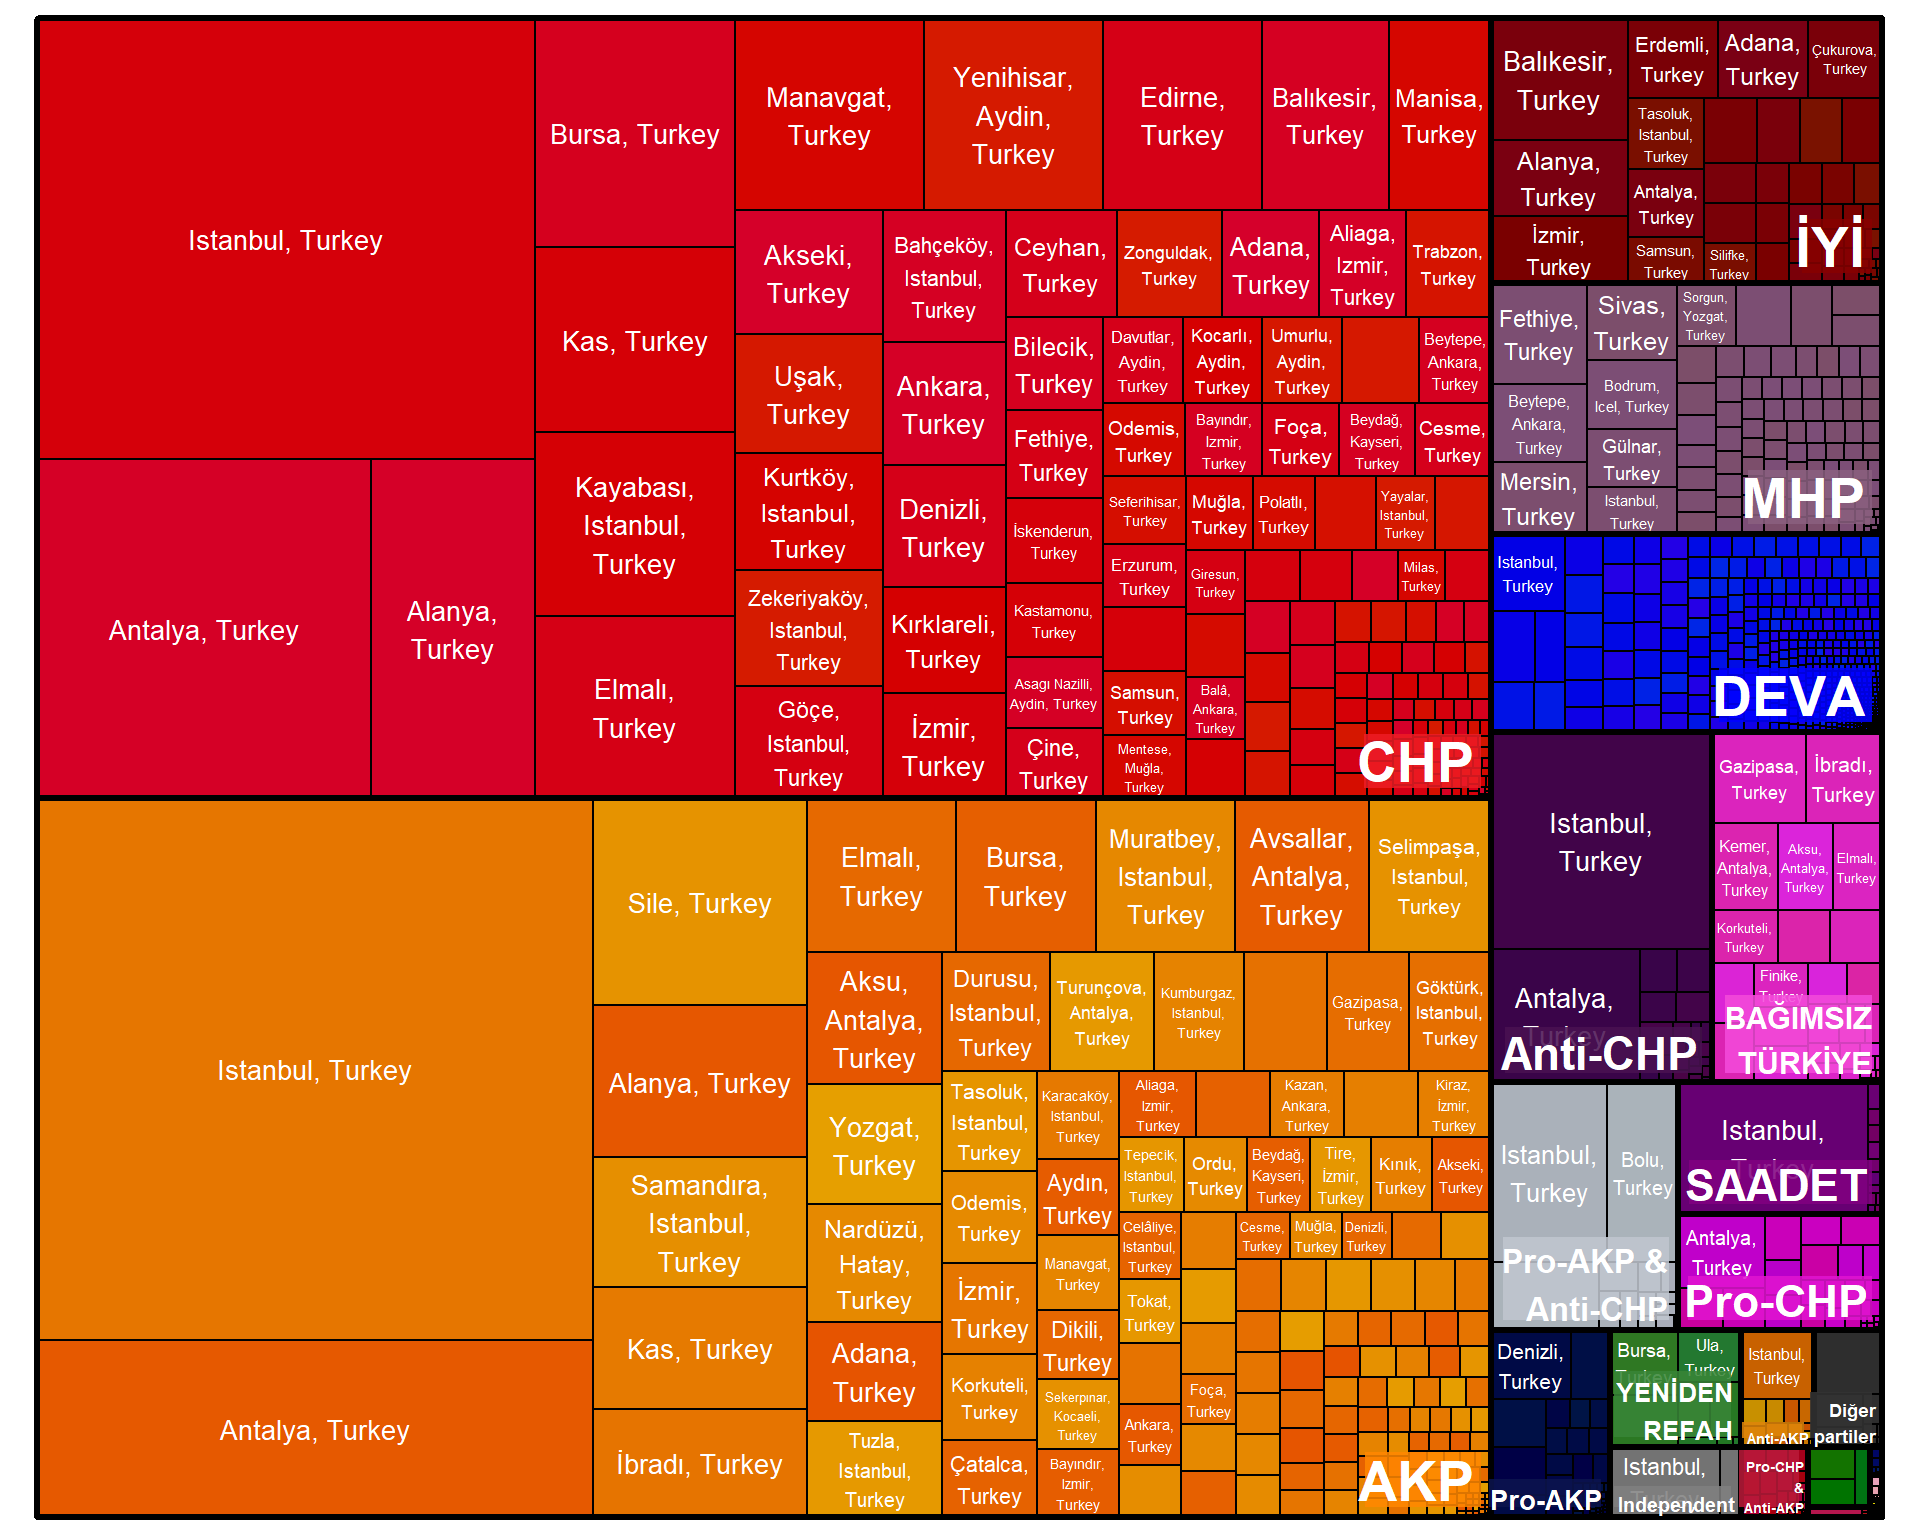 Istanbul, Turkey
Antalya, Turkey
Alanya,
Turkey
Bursa, Turkey
Kas, Turkey
Kayabası,
Istanbul,
Turkey
Elmalı,
Turkey
Manavgat,
Turkey
Yenihisar,
Aydin,
Turkey
Edirne,
Turkey
Balıkesir,
Turkey
Manisa,
Turkey
Akseki,
Turkey
Uşak,
Turkey
Kurtköy,
Istanbul,
Turkey
Zekeriyaköy,
Istanbul,
Turkey
Göçe,
Istanbul,
Turkey
Bahçeköy,
Istanbul,
Turkey
Ankara,
Turkey
Denizli,
Turkey
Kırklareli,
Turkey
İzmir,
Turkey
Ceyhan,
Turkey
Zonguldak,
Turkey
Adana,
Turkey
Aliaga,
Izmir,
Turkey
Trabzon,
Turkey
Bilecik,
Turkey
Fethiye,
Turkey
İskenderun,
Turkey
Kastamonu,
Turkey
Asagı Nazilli,
Aydin, Turkey
Çine,
Turkey
Davutlar,
Aydin,
Turkey
Kocarlı,
Aydin,
Turkey
Umurlu,
Aydin,
Turkey
Beytepe,
Ankara,
Turkey
Odemis,
Turkey
Bayındır,
Izmir,
Turkey
Foça,
Turkey
Beydağ,
Kayseri,
Turkey
Cesme,
Turkey
Seferihisar,
Turkey
Muğla,
Turkey
Polatlı,
Turkey
Yayalar,
Istanbul,
Turkey
Erzurum,
Turkey
Giresun,
Turkey
Milas,
Turkey
Samsun,
Turkey
Balâ,
Ankara,
Turkey
Mentese,
Muğla,
Turkey
CHP
Istanbul, Turkey
Antalya, Turkey
Sile, Turkey
Alanya, Turkey
Samandıra,
Istanbul,
Turkey
Kas, Turkey
İbradı, Turkey
Elmalı,
Turkey
Bursa,
Turkey
Muratbey,
Istanbul,
Turkey
Avsallar,
Antalya,
Turkey
Selimpaşa,
Istanbul,
Turkey
Aksu,
Antalya,
Turkey
Yozgat,
Turkey
Nardüzü,
Hatay,
Turkey
Adana,
Turkey
Tuzla,
Istanbul,
Turkey
Durusu,
Istanbul,
Turkey
Turunçova,
Antalya,
Turkey
Kumburgaz,
Istanbul,
Turkey
Gazipasa,
Turkey
Göktürk,
Istanbul,
Turkey
Tasoluk,
Istanbul,
Turkey
Odemis,
Turkey
İzmir,
Turkey
Korkuteli,
Turkey
Çatalca,
Turkey
Karacaköy,
Istanbul,
Turkey
Aydın,
Turkey
Manavgat,
Turkey
Dikili,
Turkey
Sekerpınar,
Kocaeli,
Turkey
Bayındır,
Izmir,
Turkey
Aliaga,
Izmir,
Turkey
Kazan,
Ankara,
Turkey
Kiraz,
İzmir,
Turkey
Tepecik,
Istanbul,
Turkey
Ordu,
Turkey
Beydağ,
Kayseri,
Turkey
Tire,
İzmir,
Turkey
Kınık,
Turkey
Akseki,
Turkey
Celâliye,
Istanbul,
Turkey
Cesme,
Turkey
Muğla,
Turkey
Denizli,
Turkey
Tokat,
Turkey
Foça,
Turkey
Ankara,
Turkey
AKP
Balıkesir,
Turkey
Alanya,
Turkey
İzmir,
Turkey
Erdemli,
Turkey
Adana,
Turkey
Çukurova,
Turkey
Tasoluk,
Istanbul,
Turkey
Antalya,
Turkey
Samsun,
Turkey
Silifke,
Turkey
İYİ
Fethiye,
Turkey
Beytepe,
Ankara,
Turkey
Mersin,
Turkey
Sivas,
Turkey
Bodrum,
Icel, Turkey
Gülnar,
Turkey
Istanbul,
Turkey
Sorgun,
Yozgat,
Turkey
MHP
Istanbul,
Turkey
DEVA
Istanbul,
Turkey
Antalya,
Turkey
Anti-CHP
Gazipasa,
Turkey
İbradı,
Turkey
Kemer,
Antalya,
Turkey
Aksu,
Antalya,
Turkey
Elmalı,
Turkey
Korkuteli,
Turkey
Finike,
Turkey
BAĞIMSIZ
TÜRKİYE
Istanbul,
Turkey
Bolu,
Turkey
Pro-AKP &
Anti-CHP
Istanbul,
Turkey
SAADET
Antalya,
Turkey
Pro-CHP
Denizli,
Turkey
Pro-AKP
Bursa,
Turkey
Ula,
Turkey
YENİDEN
REFAH
Istanbul,
Turkey
Anti-AKP
Diğer
partiler
Istanbul,
Turkey
Independent
Pro-CHP
&
Anti-AKP